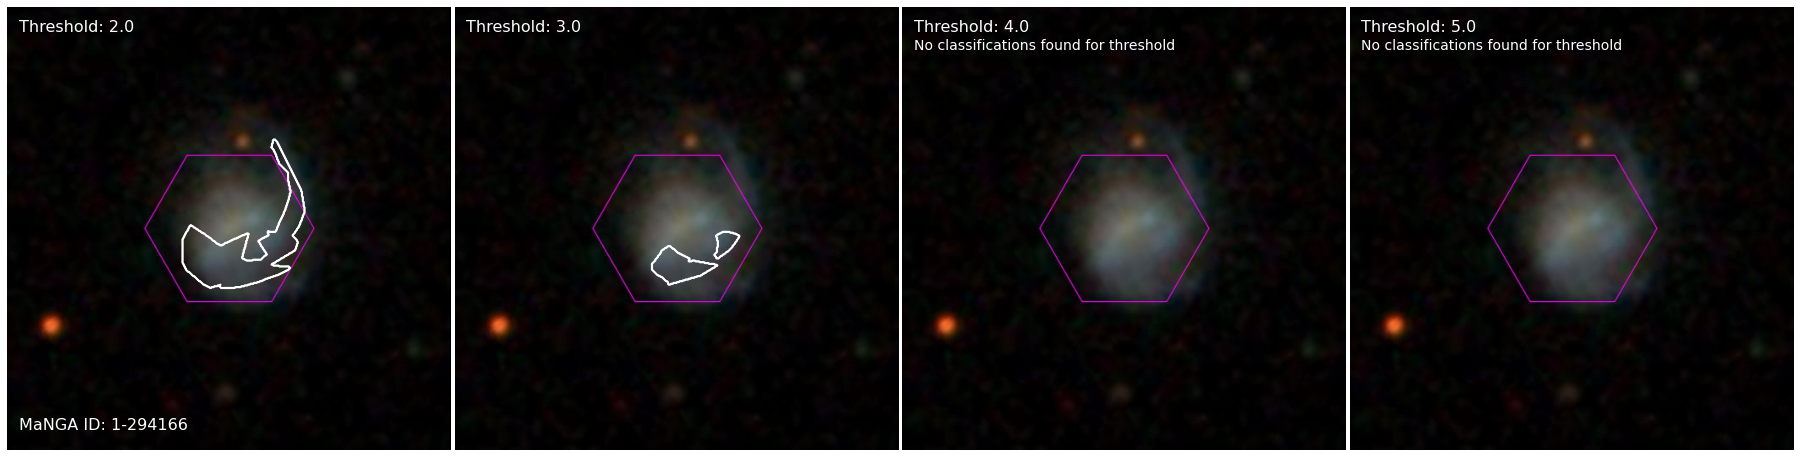 Threshold: 2.0
MaNGA ID: 1-294166
Threshold: 3.0
Threshold: 4.0
No classifications found for threshold
Threshold: 5.0
No classifications found for threshold